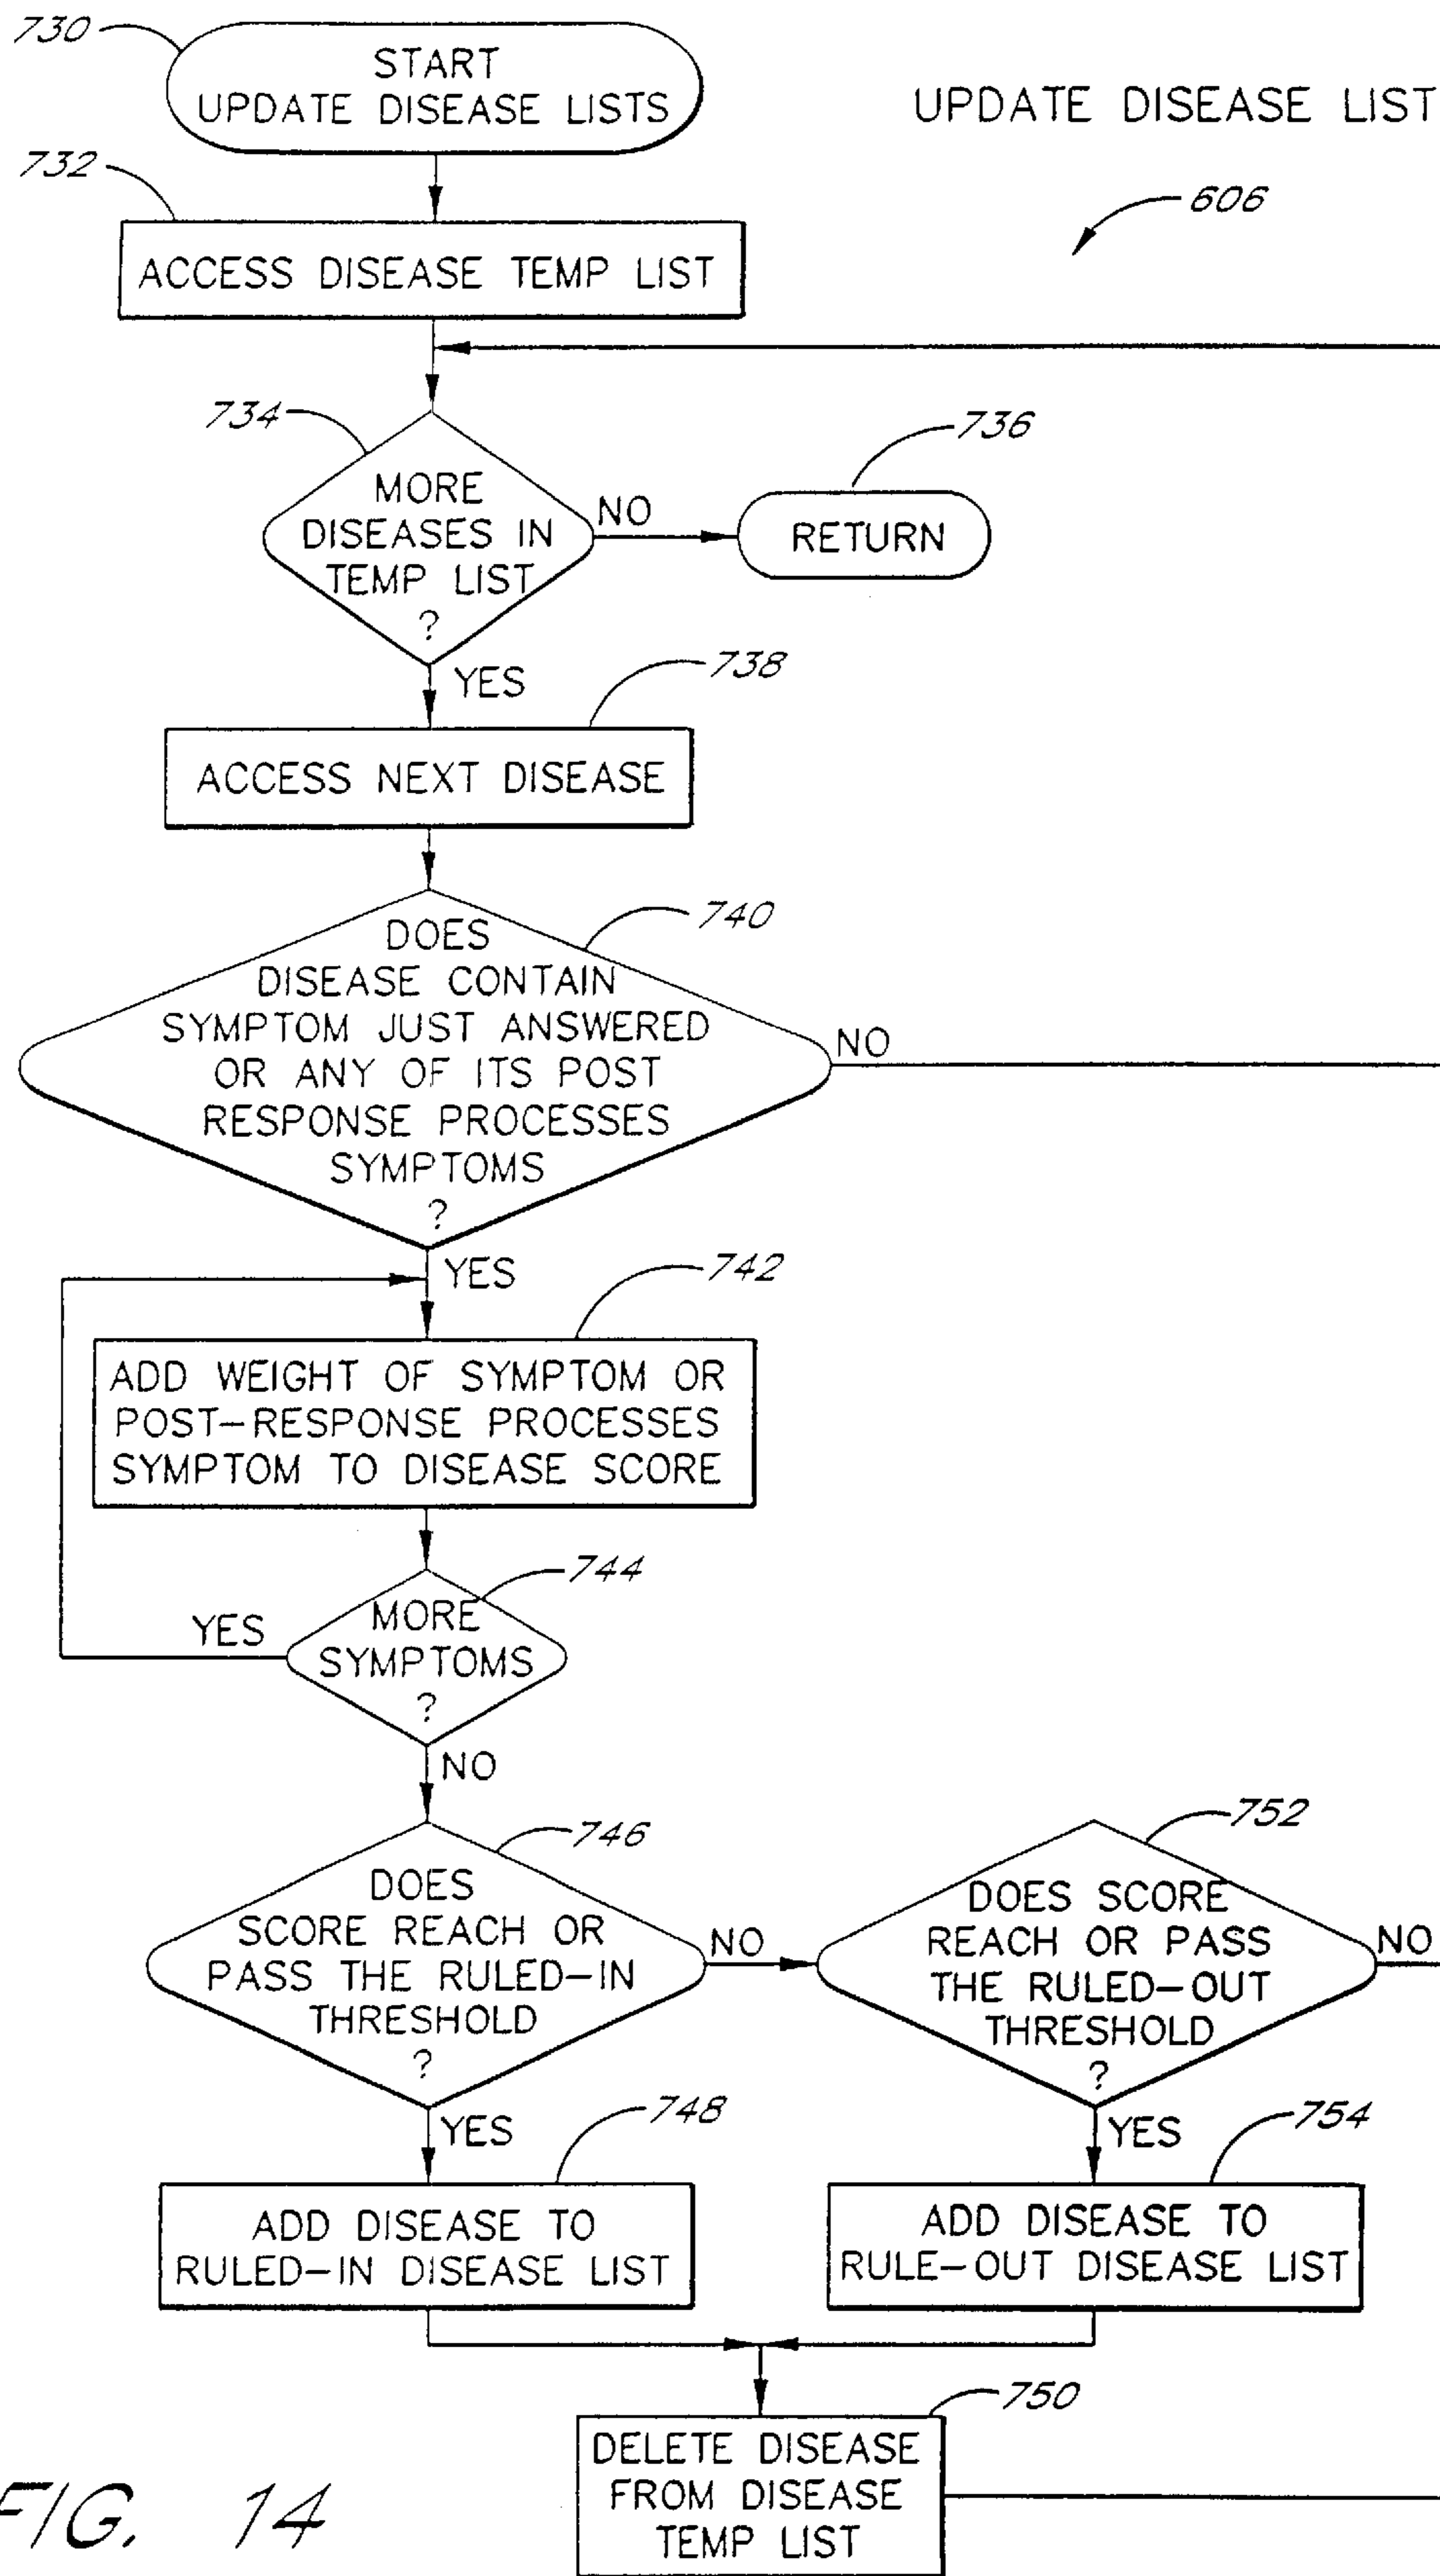 730
START
UPDATE DISEASE LISTS
UPDATE DISEASE LIST
732
606
ACCESS DISEASE TEMP LIST
734
736
MORE
DISEASES IN
TEMP LIST
?
NO
RETURN
YES
738
ACCESS NEXT DISEASE
740
DOES
DISEASE CONTAIN
SYMPTOM JUST ANSWERED
OR ANY OF ITS POST
RESPONSE PROCESSES
SYMPTOMS
?
NO
YES
742
ADD WEIGHT OF SYMPTOM OR
POST-RESPONSE PROCESSES
SYMPTOM TO DISEASE SCORE
744
MORE
SYMPTOMS
?
YES
NO
746
DOES
SCORE REACH OR
PASS THE RULED-IN
THRESHOLD
?
NO
752
DOES SCORE
REACH OR PASS
THE RULED-OUT
THRESHOLD
?
NO
YES
748
YES
754
ADD DISEASE TO
RULED-IN DISEASE LIST
ADD DISEASE TO
RULE-OUT DISEASE LIST
750
DELETE DISEASE
FROM DISEASE
TEMP LIST
FIG. 14